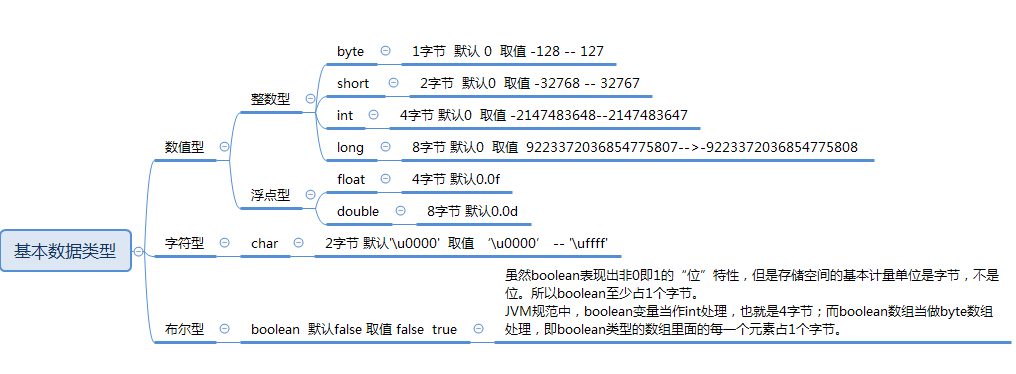 基本数据类型
数值型
整数型
byte 1字节 默认 0 取值 -128 -- 127
short 2字节 默认0 取值 -32768 -- 32767
int 4字节 默认0 取值 -2147483648--2147483647
long 8字节 默认0 取值 9223372036854775807-->-9223372036854775808
浮点型
float 4字节 默认0.0f
double 8字节 默认0.0d
字符型 char 2字节 默认'\u0000' 取值 ‘\u0000’ -- '\uffff'
布尔型 boolean 默认false 取值 false true
虽然boolean表现出非0即1的“位”特性，但是存储空间的基本计量单位是字节，不是
位。所以boolean至少占1个字节。
JVM规范中，boolean变量当作int处理，也就是4字节；而boolean数组当做byte数组
处理，即boolean类型的数组里面的每一个元素占1个字节。